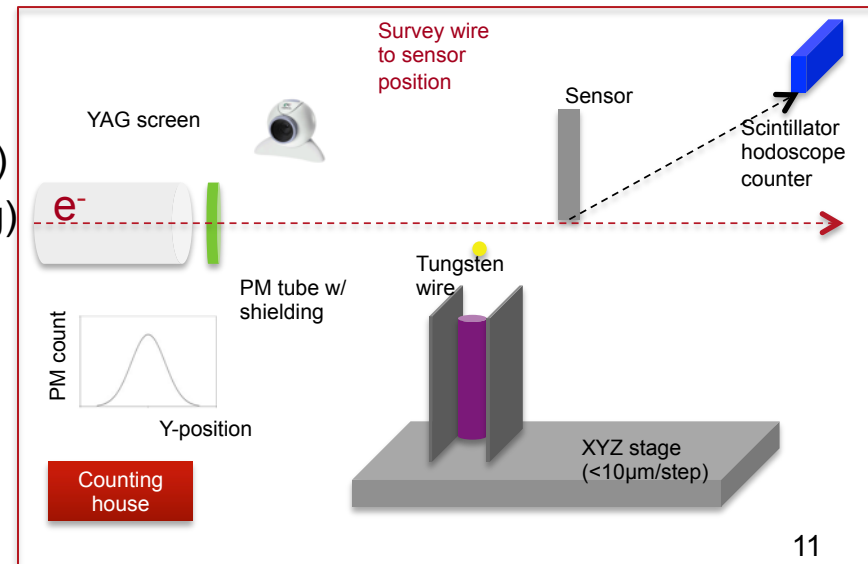 Survey wire
to sensor
position
Sensor
YAG screen
Scintillator
hodoscope
counter
)
e-
g)
Tungsten
wire
PM tube w/
shielding
PM count
Y-position
XYZ stage
(<10µm/step)
Counting
house
11